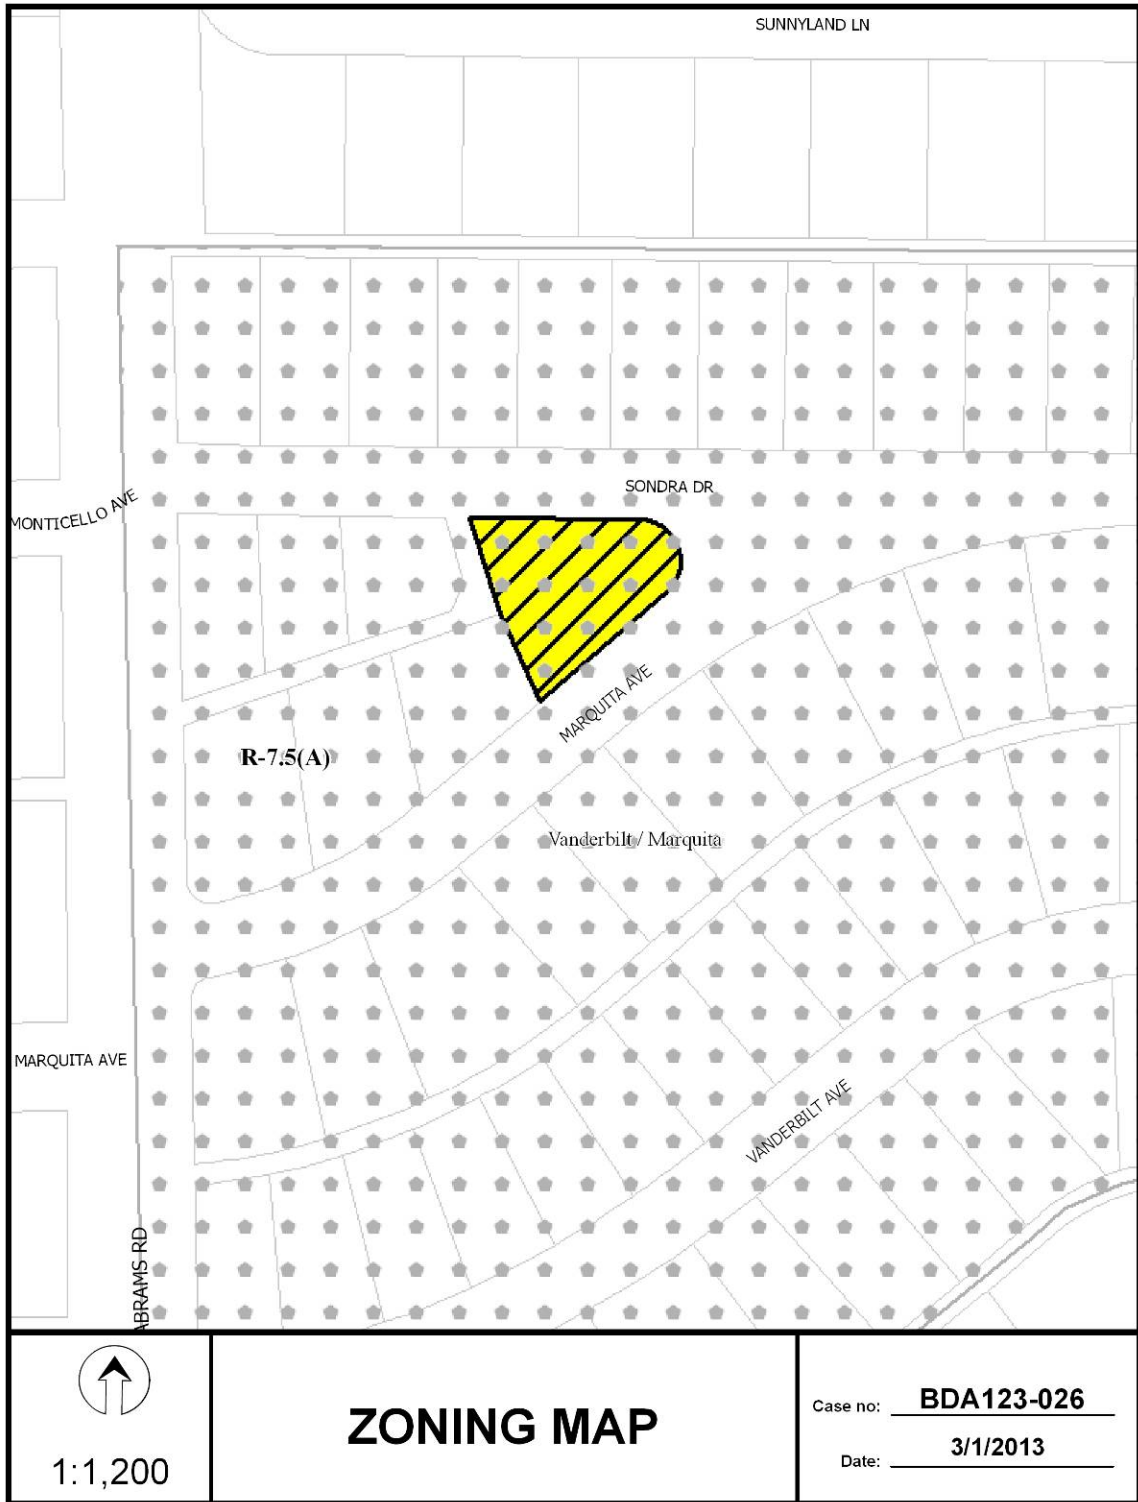 SUNNYLAND LN
SONDRA DR
MONTICELLO AVE
MARQUITA AVE
R-7.5(A)
Vanderbilt / Marquita
MARQUITA AVE
VANDERBILT AVE
ABRAMS RD
1:1,200
ZONING MAP
Case no: BDA123-026
Date: 3/1/2013